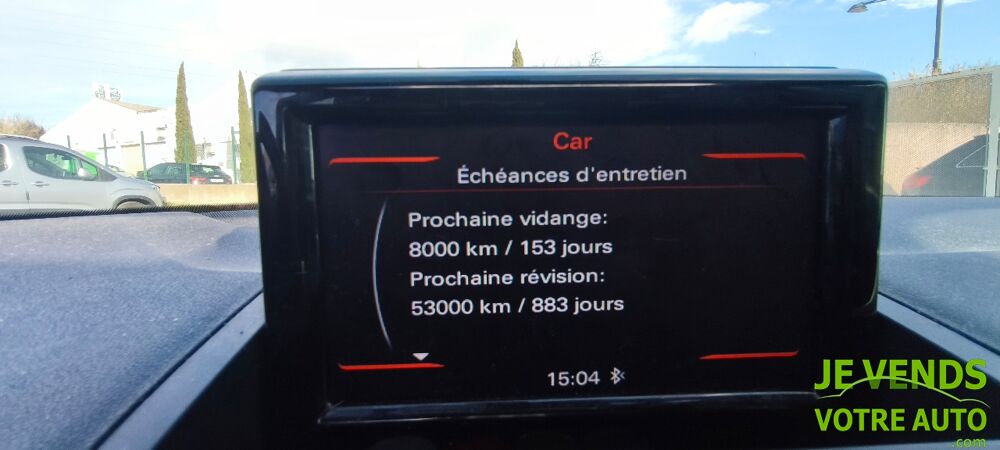 Car
Échéances d'entretien
Prochaine vidange:
8000 km / 153 jours
Prochaine révision:
53000 km / 883 jours
15:04
JE VENDS
VOTRE AUTO
.com